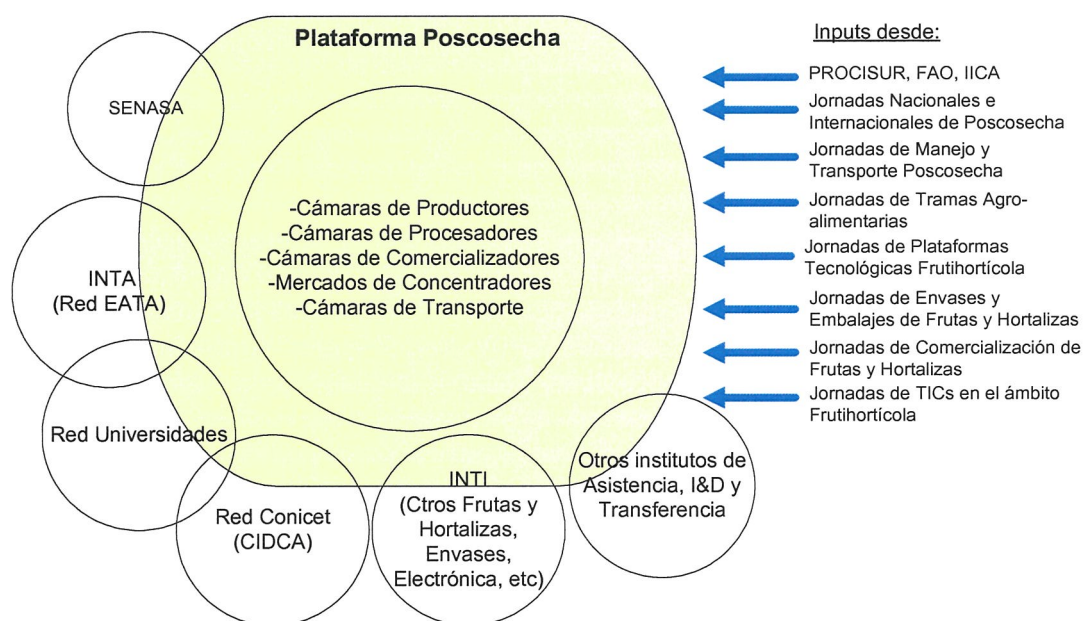 Plataforma Poscosecha
SENASA
INTA
(Red EATA)
Red Universidades
Red Conicet
(CIDCA)
INTI
(Ctros Frutas y
Hortalizas,
Envases,
Electrónica, etc)
Otros institutos de
Asistencia, I&D y
Transferencia
-Cámaras de Productores
-Cámaras de Procesadores
-Cámaras de Comercializadores
-Mercados de Concentradores
-Cámaras de Transporte
Inputs desde:
PROCISUR, FAO, IICA
Jornadas Nacionales e
Internacionales de Poscosecha
Jornadas de Manejo y
Transporte Poscosecha
Jornadas de Tramas Agro-
alimentarias
Jornadas de Plataformas
Tecnológicas Frutihortícola
Jornadas de Envases y
Embalajes de Frutas y Hortalizas
Jornadas de Comercialización de
Frutas y Hortalizas
Jornadas de TICs en el ámbito
Frutihortícola